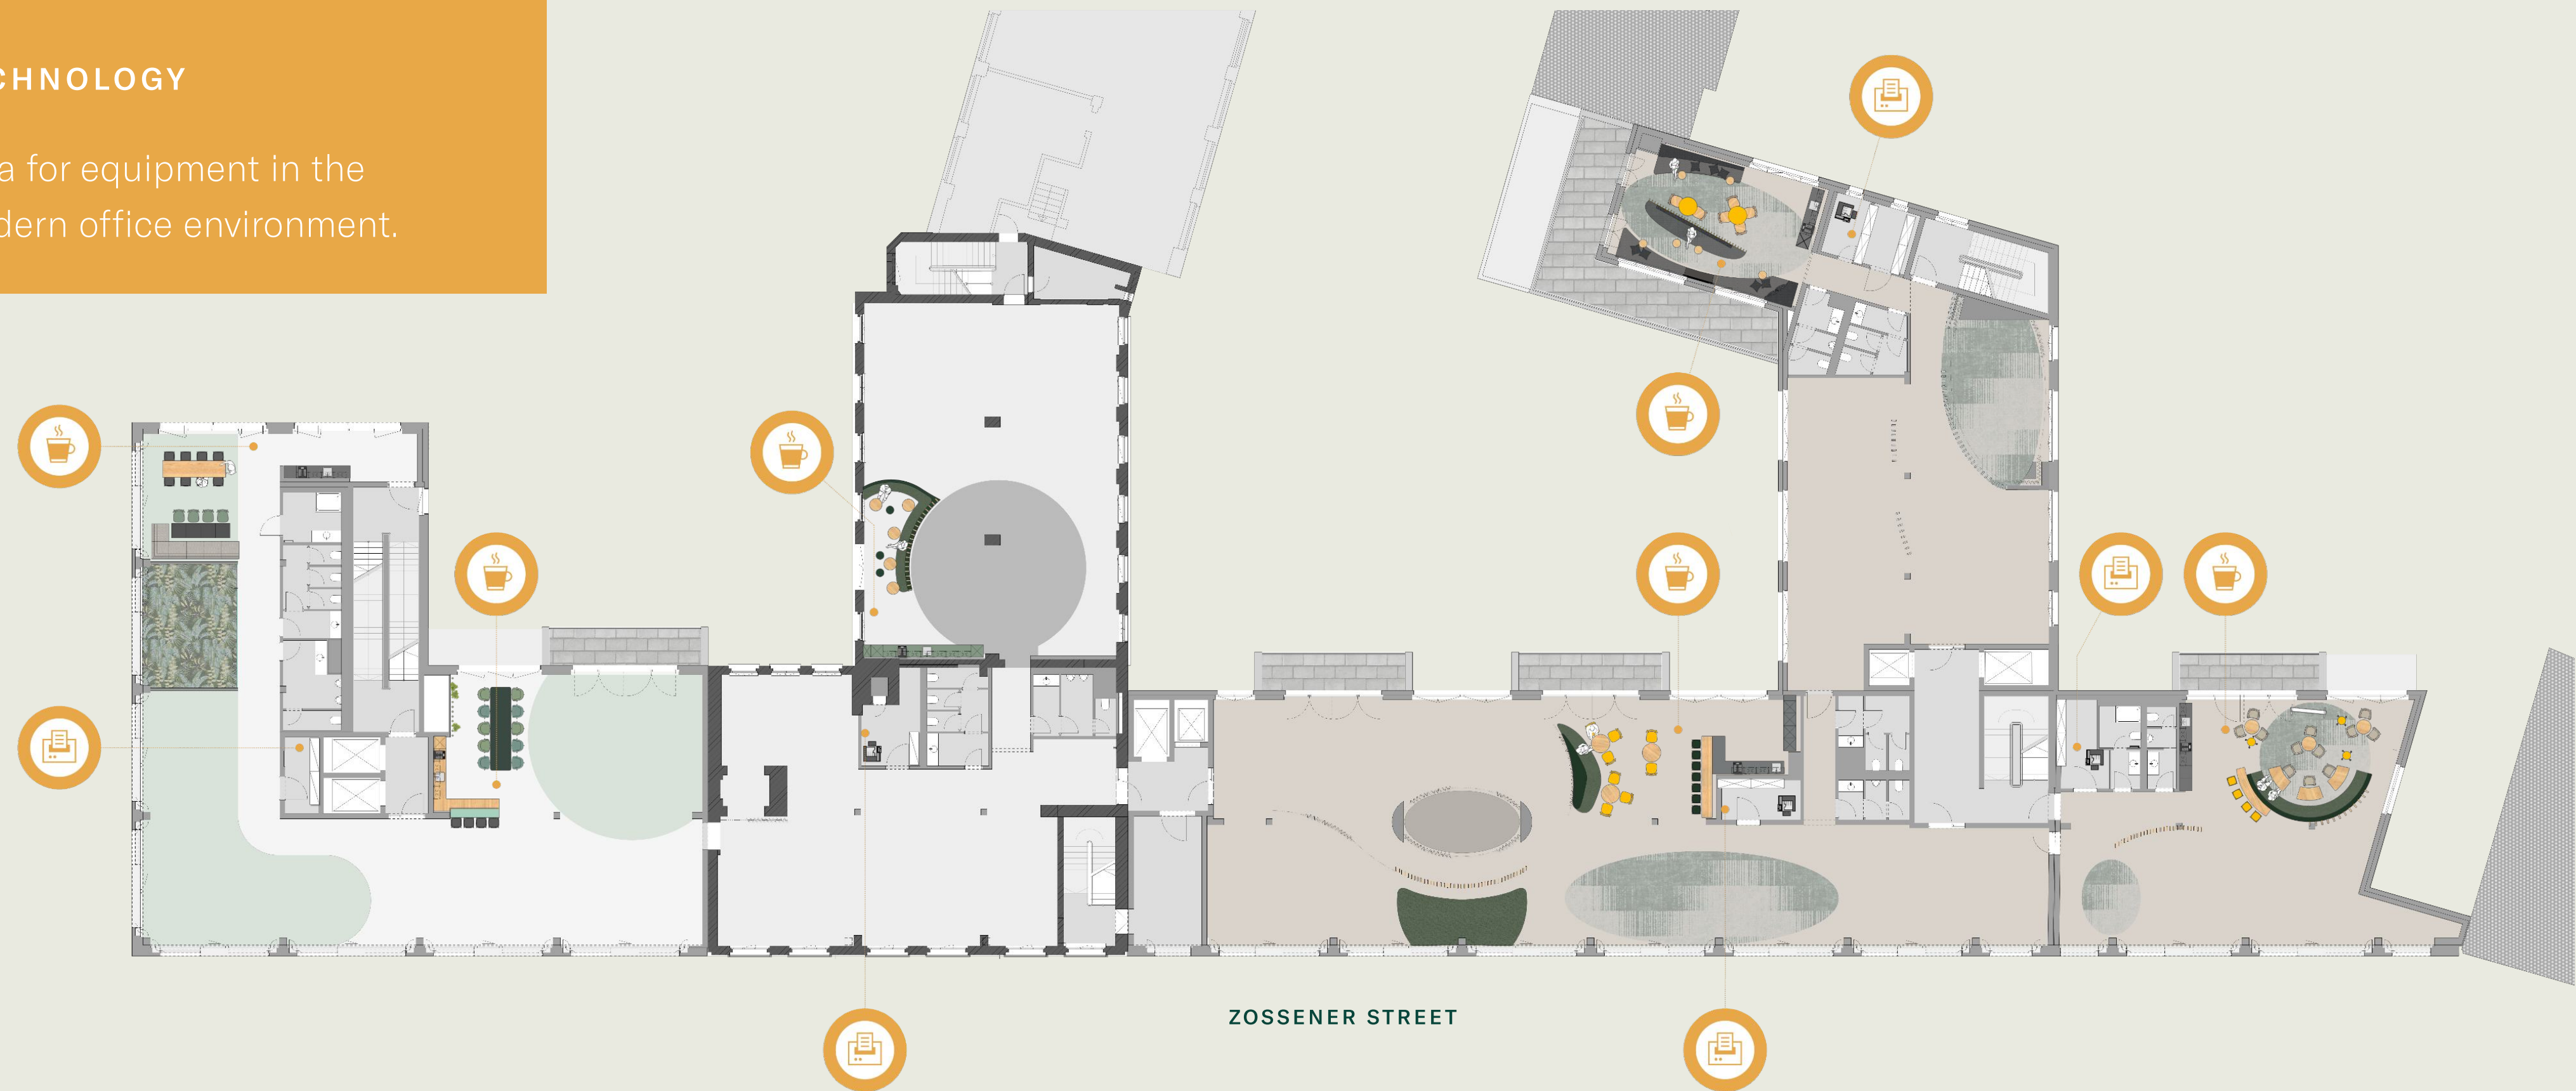 CHNOLOGY
a for equipment in the
dern office environment.
ZOSSENER STREET